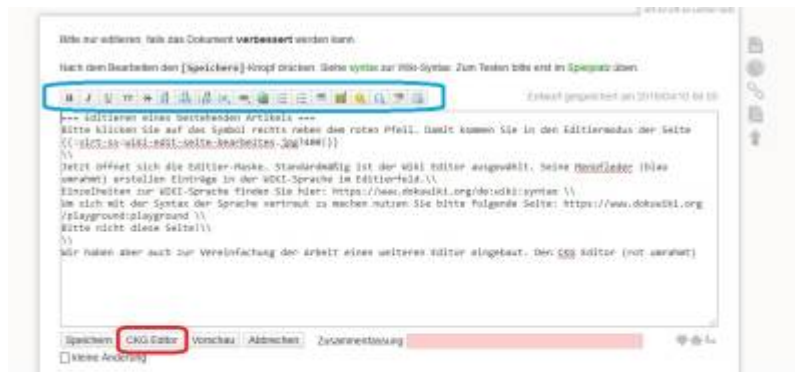 Bitte nur editieren, falls das Dokument verbessert werden kann.
Nach dem Bearbeiten den [Speichern]-Knopf drücken. Siehe syntax zur Wiki-Syntax. Zum Testen bitte erst im Spielplatz üben.
Entwurf gespeichert am 2018/04/10
=== Editieren eines bestehenden Artikels ===
Bitte klicken Sie auf das Symbol rechts neben dem roten Pfeil. Damit kommen Sie in den Editiermodus der Seite
\\
Jetzt öffnet sich die Editier-Maske. Standardmäßig ist der Wiki Editor ausgewählt. Seine Menüfleder (blau
umrahmt) erstellen Einträge in der WIKI-Sprache im Editierfeld.\\
Einzelheiten zur WIKI-Sprache finden Sie hier: https://www.dokuwiki.org/de:wiki:syntax \\
Um sich mit der Syntax der Sprache vertraut zu machen nutzen Sie bitte folgende Seite: https://www.dokuwiki.org
/playground:playground \\
Bitte nicht diese Seite!\\
\\
Wir haben aber auch zur Vereinfachung der Arbeit einen weiteren Editor eingebaut. Den CKG Editor (rot umrahmt)
Speichern CKG Editor Vorschau Abbrechen Zusammenfassung
kleine Änderung